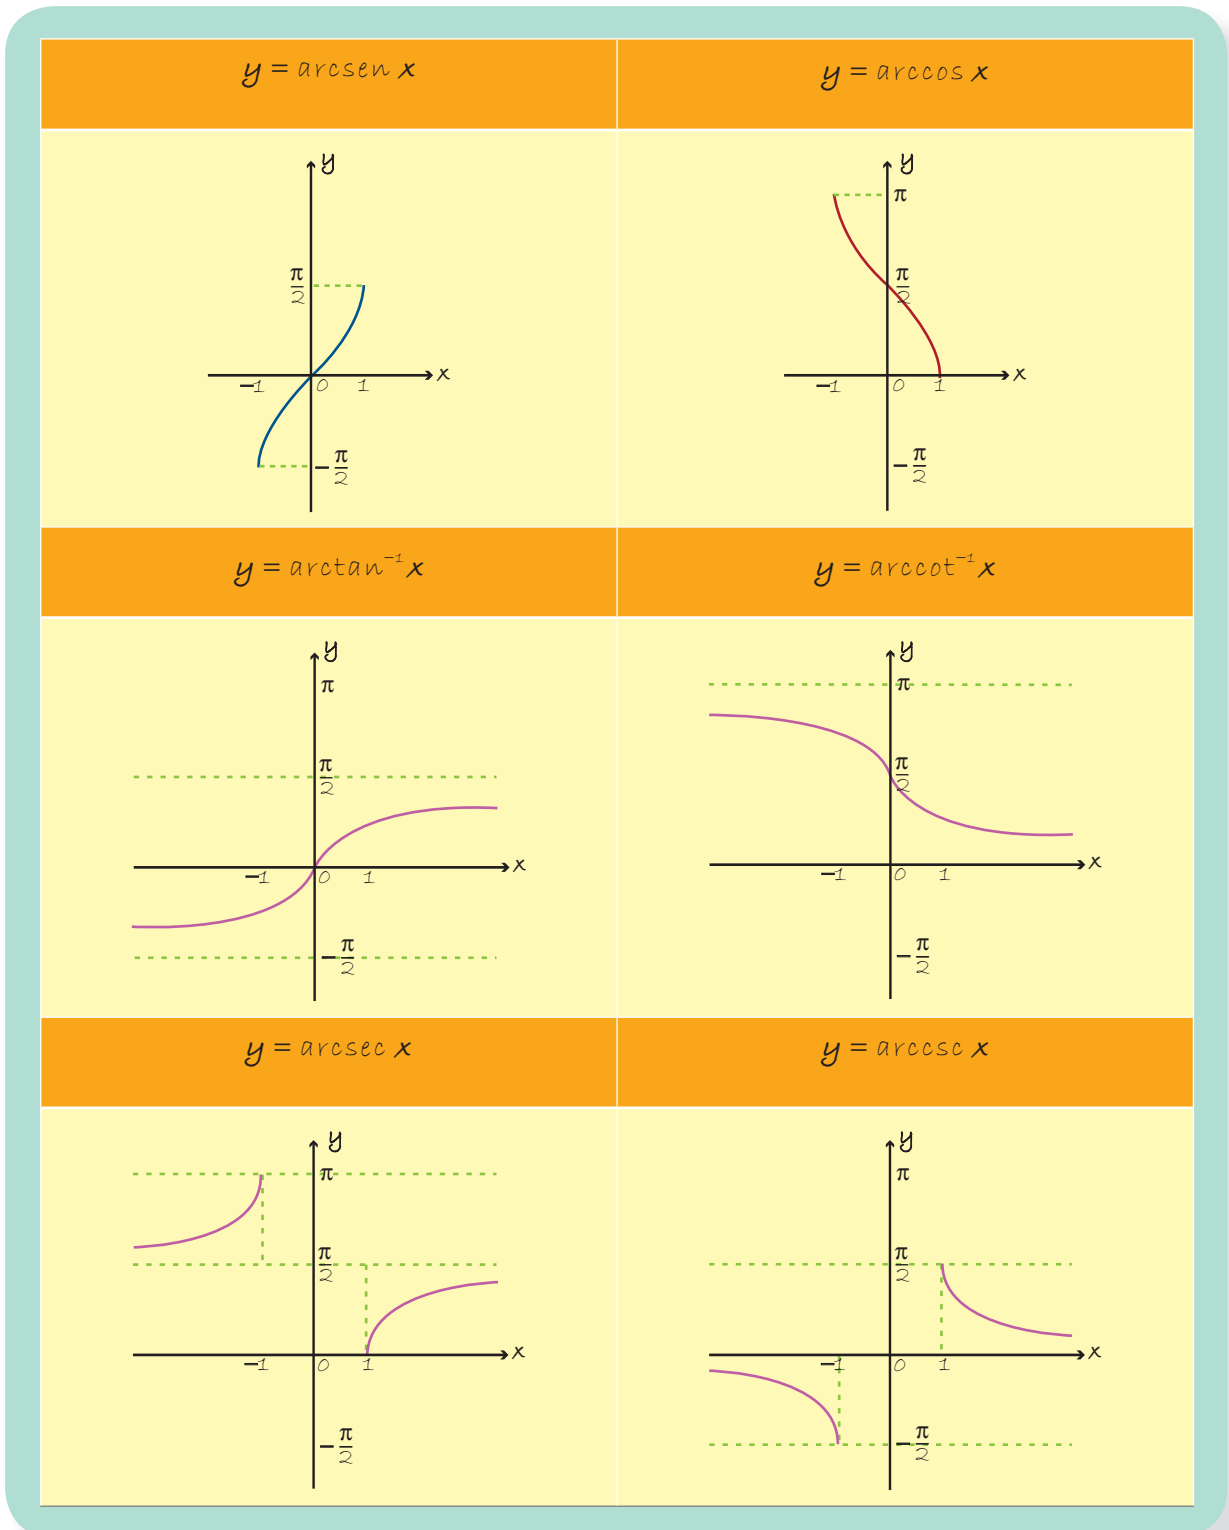 y = arcsen x
y = arccos x
y
π
2
x
−1
0
1
−π
2
y
π
π
2
x
−1
0
1
−π
2
y = arctan⁻¹ x
y = arccot⁻¹ x
y
π
π
2
x
−1
0
1
−π
2
y
π
π
2
x
−1
0
1
−π
2
y = arcsec x
y = arccsc x
y
π
π
2
x
−1
0
1
−π
2
y
π
π
2
x
−1
0
1
−π
2